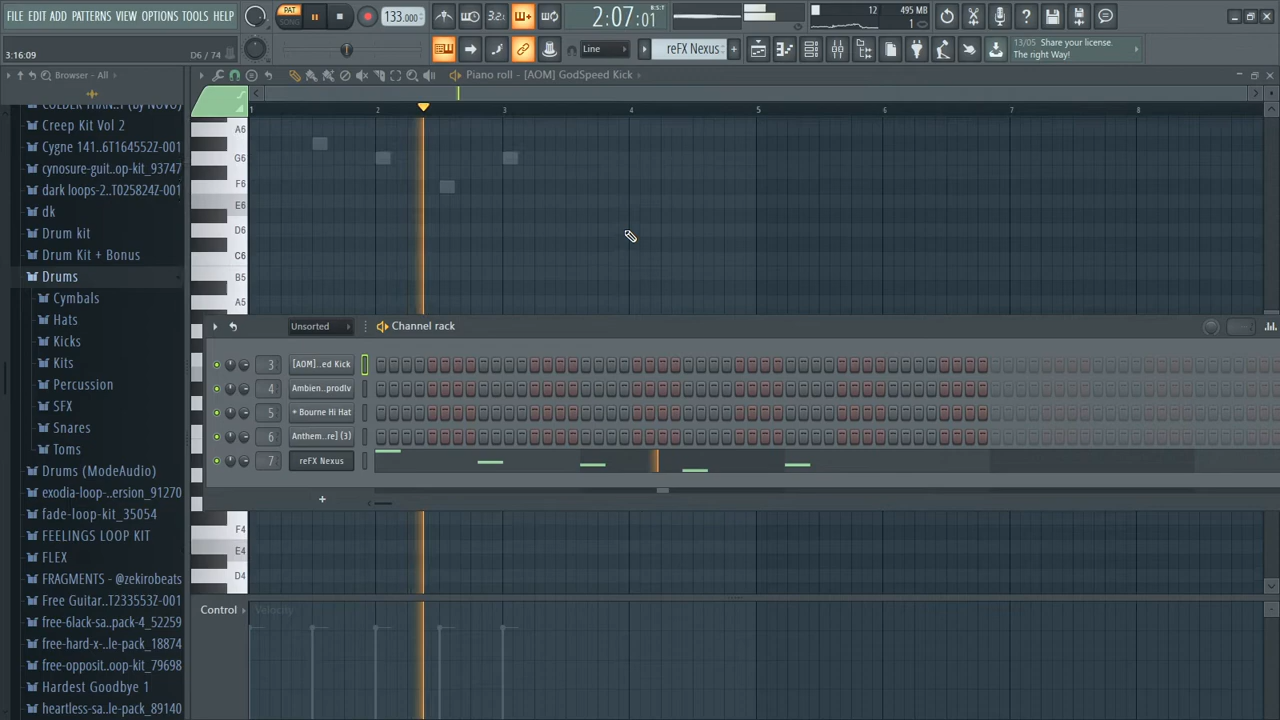 FILE EDIT ADD PATTERNS VIEW OPTIONS TOOLS HELP
PAT
SONG
133.000
3 2:
2:07:01
B:S:T
12
495 MB
1
3:16:09
D6 / 74
Line
reFX Nexus
13/05 Share your license.
The right Way!
Browser - All
Piano roll - [AOM] GodSpeed Kick
Creep Kit Vol 2
Cygne 141...6T164552Z-001
cynosure-guit...op-kit_93747
dark loops-2...T025824Z-001
dk
Drum kit
Drum Kit + Bonus
Drums
Cymbals
Hats
Kicks
Kits
Percussion
SFX
Snares
Toms
Drums (ModeAudio)
exodia-loop-..ersion_91270
fade-loop-kit_35054
FEELINGS LOOP KIT
FLEX
FRAGMENTS - @zekirobeats
Free Guitar...T233553Z-001
free-6lack-sa...pack-4_52259
free-hard-x-...le-pack_18874
free-opposit...oop-kit_79698
Hardest Goodbye 1
heartless-sa...le-pack_89140
1 2 3 4 5 6 7 8
A6
G6
F6
E6
D6
C6
B5
A5
Unsorted
Channel rack
3 [AOM]..ed Kick
4 Ambien..prodlv
5 + Bourne Hi Hat
6 Anthem..re] (3)
7 reFX Nexus
+
F4
E4
D4
Control Velocity